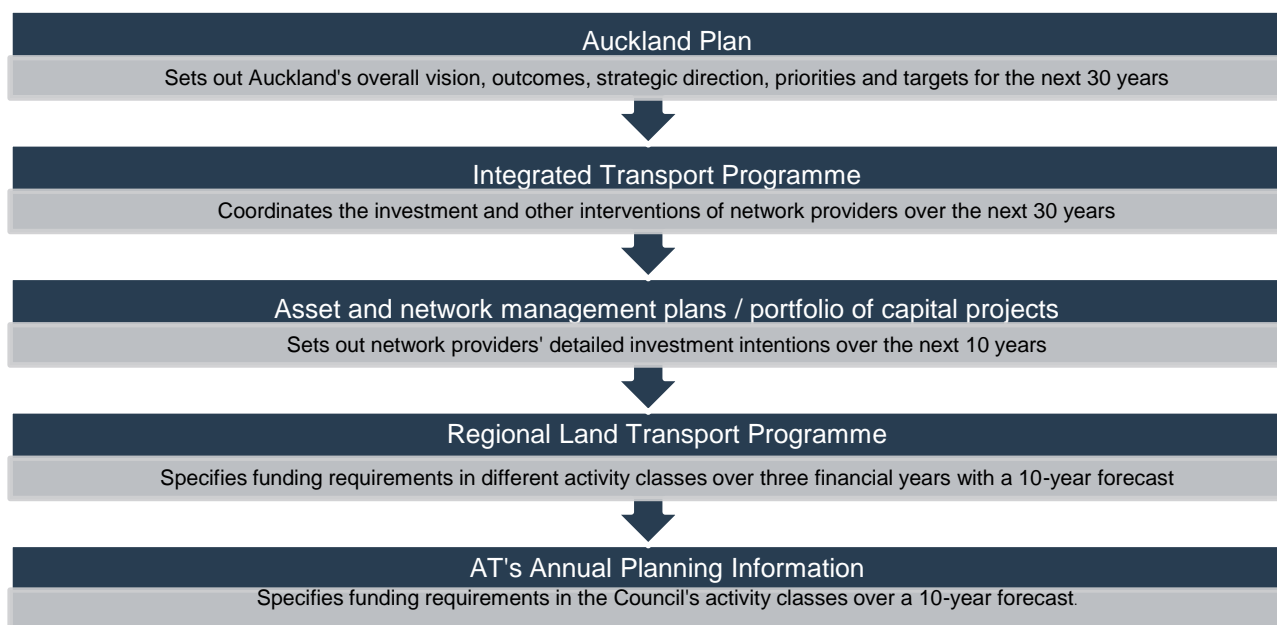 Auckland Plan
Sets out Auckland's overall vision, outcomes, strategic direction, priorities and targets for the next 30 years
Integrated Transport Programme
Coordinates the investment and other interventions of network providers over the next 30 years
Asset and network management plans / portfolio of capital projects
Sets out network providers' detailed investment intentions over the next 10 years
Regional Land Transport Programme
Specifies funding requirements in different activity classes over three financial years with a 10-year forecast
AT's Annual Planning Information
Specifies funding requirements in the Council's activity classes over a 10-year forecast.